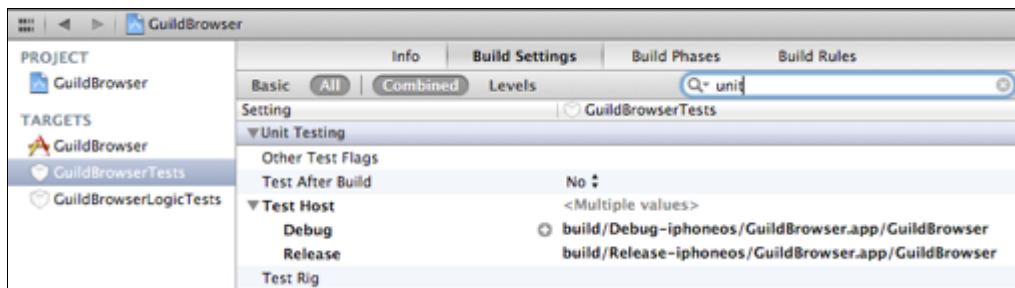 GuildBrowser
PROJECT
GuildBrowser
TARGETS
GuildBrowser
GuildBrowserTests
GuildBrowserLogicTests
Info Build Settings Build Phases Build Rules
Basic All Combined Levels unit
Setting GuildBrowserTests
Unit Testing
Other Test Flags
Test After Build No
Test Host <Multiple values>
Debug build/Debug-iphoneos/GuildBrowser.app/GuildBrowser
Release build/Release-iphoneos/GuildBrowser.app/GuildBrowser
Test Rig